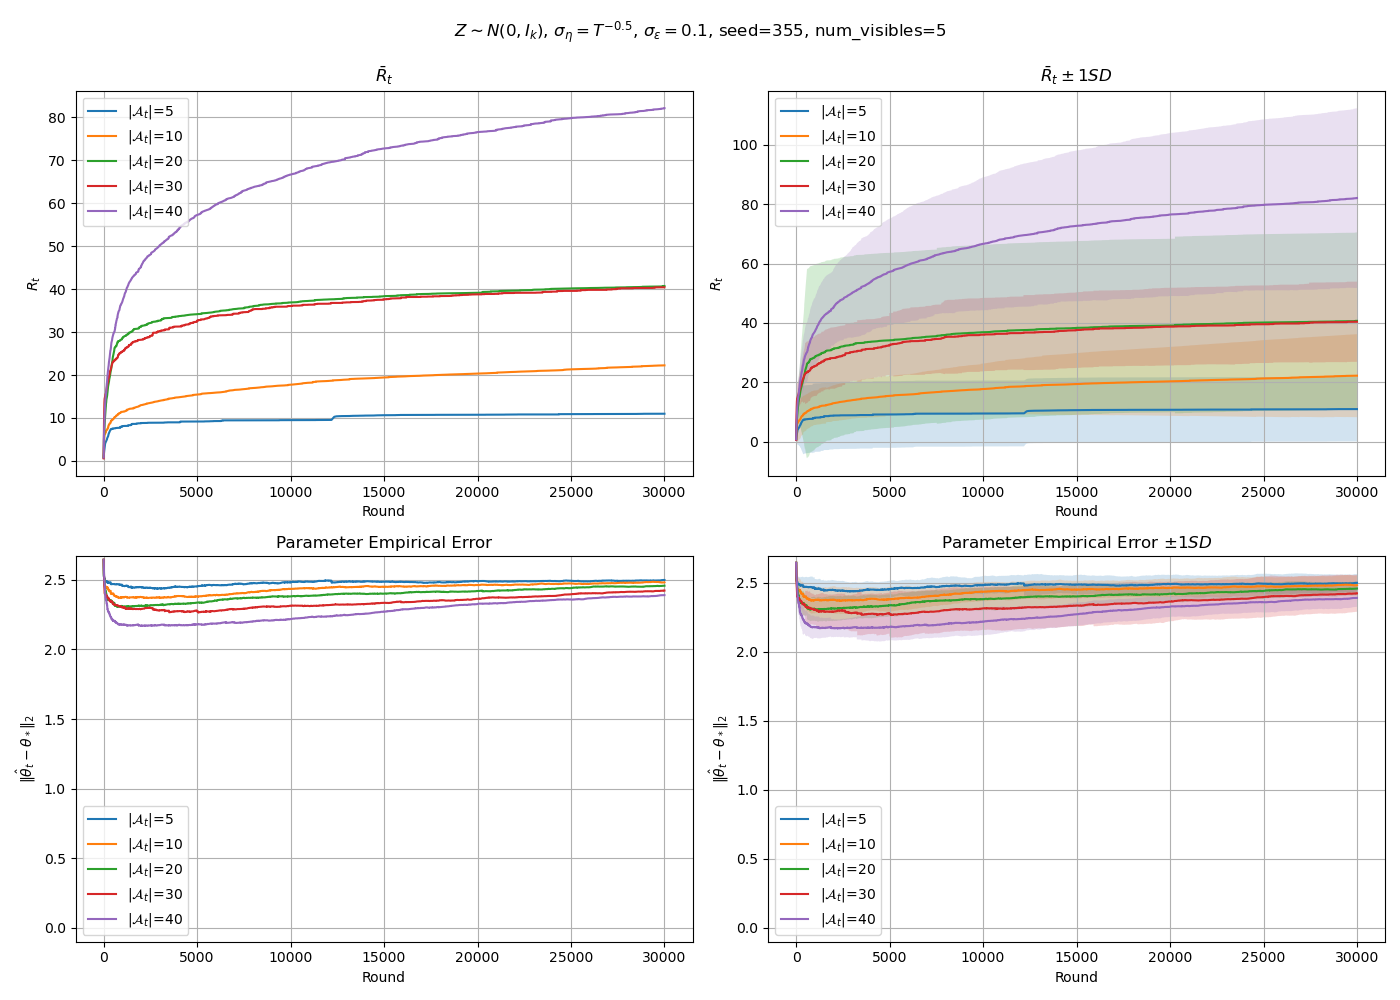 Z ∼ N(0, I_k), σ_η = T^{−0.5}, σ_ε = 0.1, seed=355, num_visibles=5
R̄_t
R_t
80
70
60
50
40
30
20
10
0
|𝒜_t|=5
|𝒜_t|=10
|𝒜_t|=20
|𝒜_t|=30
|𝒜_t|=40
0 5000 10000 15000 20000 25000 30000
Round
R̄_t ± 1SD
R_t
100
80
60
40
20
0
|𝒜_t|=5
|𝒜_t|=10
|𝒜_t|=20
|𝒜_t|=30
|𝒜_t|=40
0 5000 10000 15000 20000 25000 30000
Round
Parameter Empirical Error
‖θ̂_t − θ_*‖_2
2.5
2.0
1.5
1.0
0.5
0.0
|𝒜_t|=5
|𝒜_t|=10
|𝒜_t|=20
|𝒜_t|=30
|𝒜_t|=40
0 5000 10000 15000 20000 25000 30000
Round
Parameter Empirical Error ±1SD
‖θ̂_t − θ_*‖_2
2.5
2.0
1.5
1.0
0.5
0.0
|𝒜_t|=5
|𝒜_t|=10
|𝒜_t|=20
|𝒜_t|=30
|𝒜_t|=40
0 5000 10000 15000 20000 25000 30000
Round